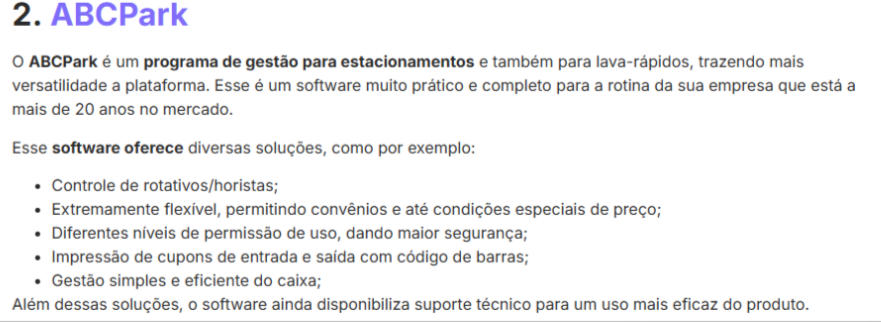 2. ABCPark
O ABCPark é um programa de gestão para estacionamentos e também para lava-rápidos, trazendo mais
versatilidade a plataforma. Esse é um software muito prático e completo para a rotina da sua empresa que está a
mais de 20 anos no mercado.
Esse software oferece diversas soluções, como por exemplo:
• Controle de rotativos/horistas;
• Extremamente flexível, permitindo convênios e até condições especiais de preço;
• Diferentes níveis de permissão de uso, dando maior segurança;
• Impressão de cupons de entrada e saída com código de barras;
• Gestão simples e eficiente do caixa;
Além dessas soluções, o software ainda disponibiliza suporte técnico para um uso mais eficaz do produto.